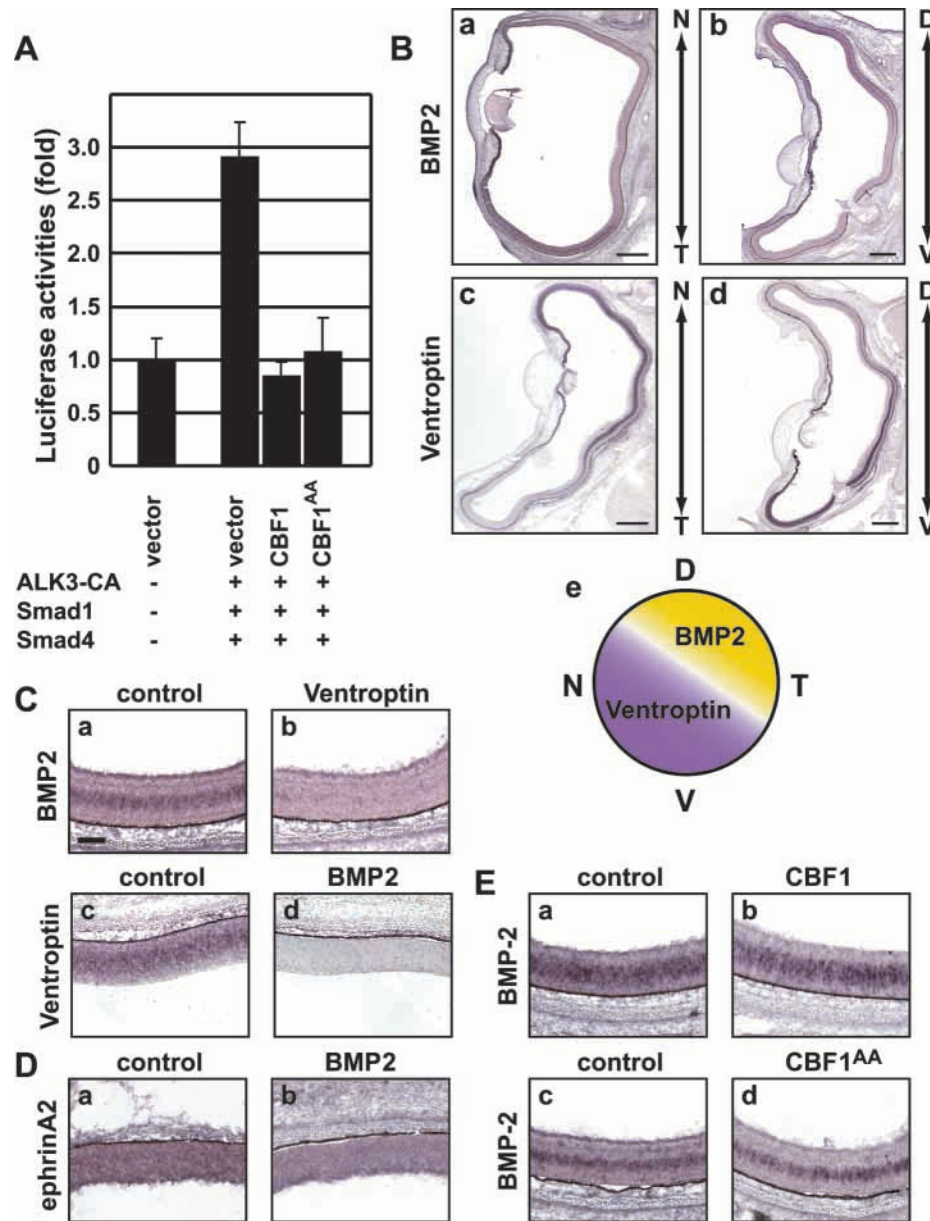 A
Luciferase activities (fold)
3.0
2.5
2.0
1.5
1.0
0.5
0
vector
vector
CBF1
CBF1AA
ALK3-CA - + + +
Smad1 - + + +
Smad4 - + + +
B
BMP2
a
N
T
b
D
V
Ventroptin
c
N
T
d
D
V
e
D
BMP2
N
T
Ventroptin
V
C
control
Ventroptin
BMP2
a
b
control
BMP2
Ventroptin
c
d
D
control
BMP2
ephrinA2
a
b
E
control
CBF1
BMP-2
a
b
control
CBF1AA
BMP-2
c
d